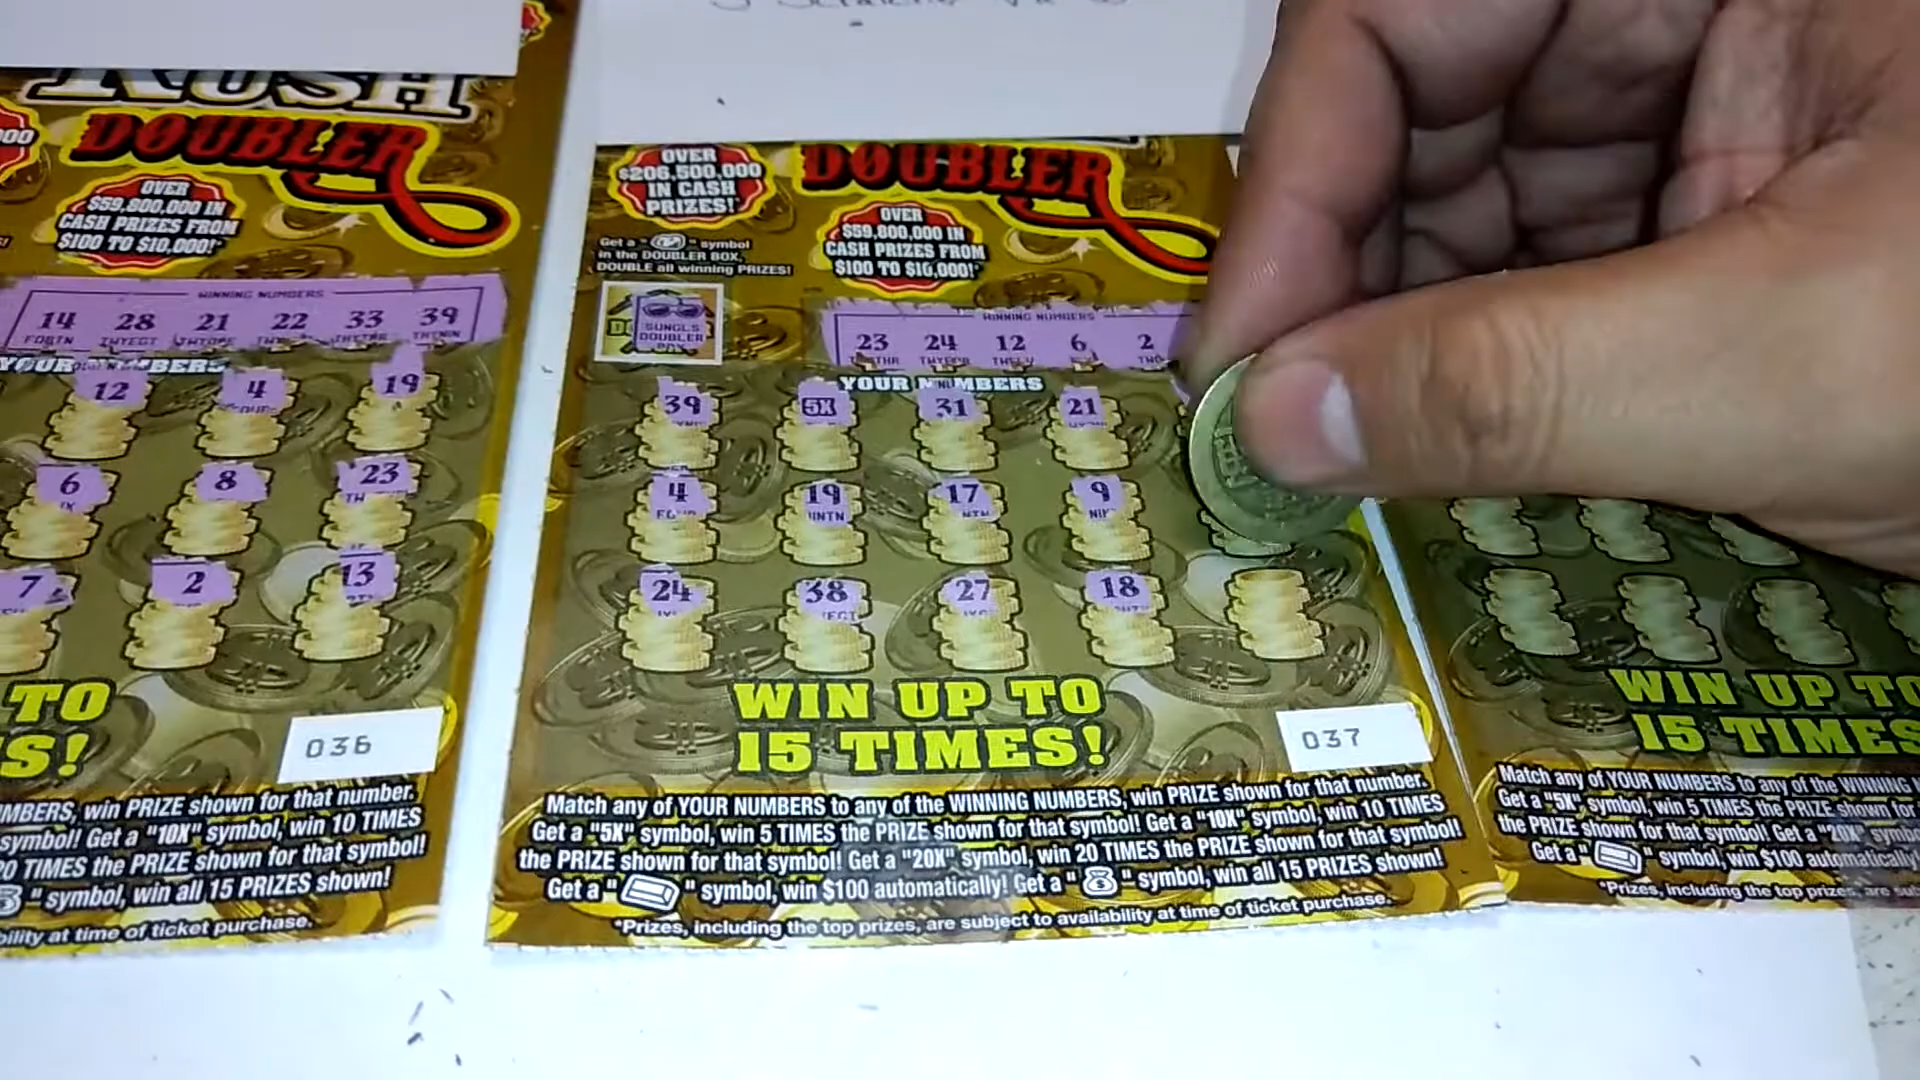 RUSH
DOUBLER
OVER
$59,800,000 IN
CASH PRIZES FROM
$100 TO $10,000!*
WINNING NUMBERS
14 28 21 22 33 39
YOUR NUMBERS
12 4 19
6 8 23
7 2 13
TO
S!
036
MBERS, win PRIZE shown for that number.
symbol! Get a "10X" symbol, win 10 TIMES
20 TIMES the PRIZE shown for that symbol!
" symbol, win all 15 PRIZES shown!
bility at time of ticket purchase.
OVER
$206,500,000
IN CASH
PRIZES!*
DOUBLER
OVER
$59,800,000 IN
CASH PRIZES FROM
$100 TO $10,000!*
Get a " " symbol
in the DOUBLER BOX,
DOUBLE all winning PRIZES!
SUNGLS
DOUBLER
BOX
WINNING NUMBERS
23 24 12 6 2
YOUR NUMBERS
39 5X 31 21
4 19 17 9
24 38 27 18
WIN UP TO
15 TIMES!
037
Match any of YOUR NUMBERS to any of the WINNING NUMBERS, win PRIZE shown for that number.
Get a "5X" symbol, win 5 TIMES the PRIZE shown for that symbol! Get a "10X" symbol, win 10 TIMES
the PRIZE shown for that symbol! Get a "20X" symbol, win 20 TIMES the PRIZE shown for that symbol!
Get a " " symbol, win $100 automatically! Get a " " symbol, win all 15 PRIZES shown!
*Prizes, including the top prizes, are subject to availability at time of ticket purchase.
WIN UP TO
15 TIMES
Match any of YOUR NUMBERS to any of the WINNING
Get a "5X" symbol, win 5 TIMES the PRIZE shown for
the PRIZE shown for that symbol! Get a "20X" symbol
Get a " " symbol, win $100 automatically!
*Prizes, including the top prizes, are